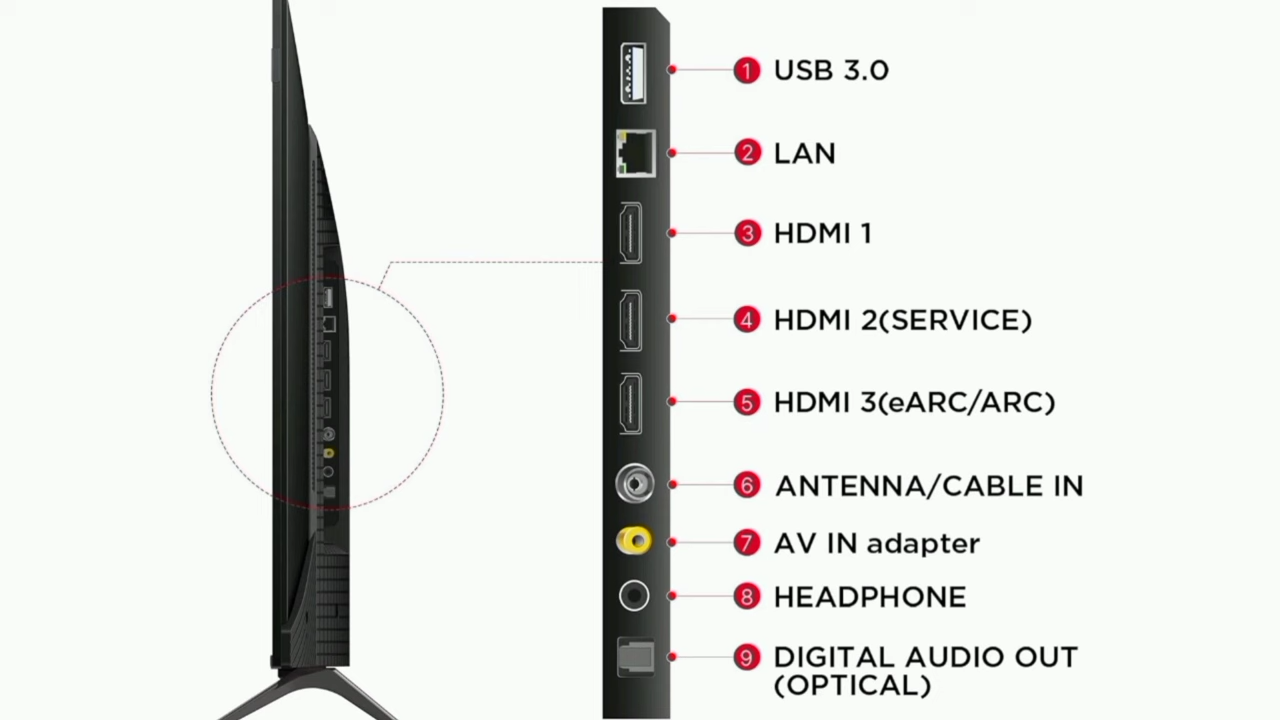 1 USB 3.0
2 LAN
3 HDMI 1
4 HDMI 2(SERVICE)
5 HDMI 3(eARC/ARC)
6 ANTENNA/CABLE IN
7 AV IN adapter
8 HEADPHONE
9 DIGITAL AUDIO OUT
(OPTICAL)